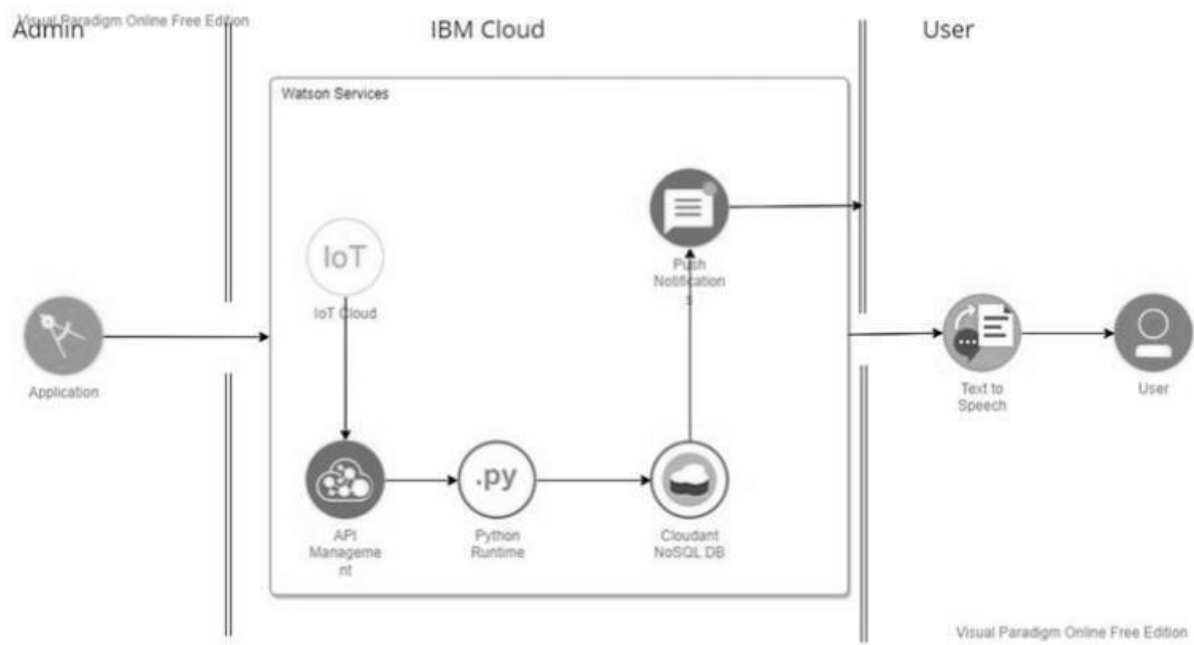 Visual Paradigm Online Free Edition
Admin
IBM Cloud
User
Watson Services
IoT
IoT Cloud
Push
Notification
s
Application
Text to
Speech
User
.py
API
Manageme
nt
Python
Runtime
Cloudant
NoSQL DB
Visual Paradigm Online Free Edition